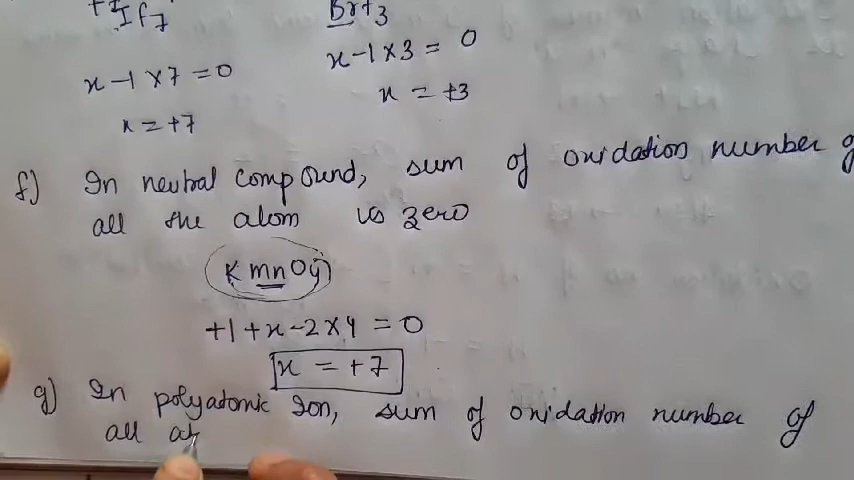 +1
If7 Brf3
x-1×7=0 x-1×3 = 0
x=+7 x = +3
f) In neutral compound, sum of oxidation number of
all the atom is zero
KmnO4
+1+x-2×4 = 0
x = +7
g) In polyatomic Ion, sum of oxidation number of
all at